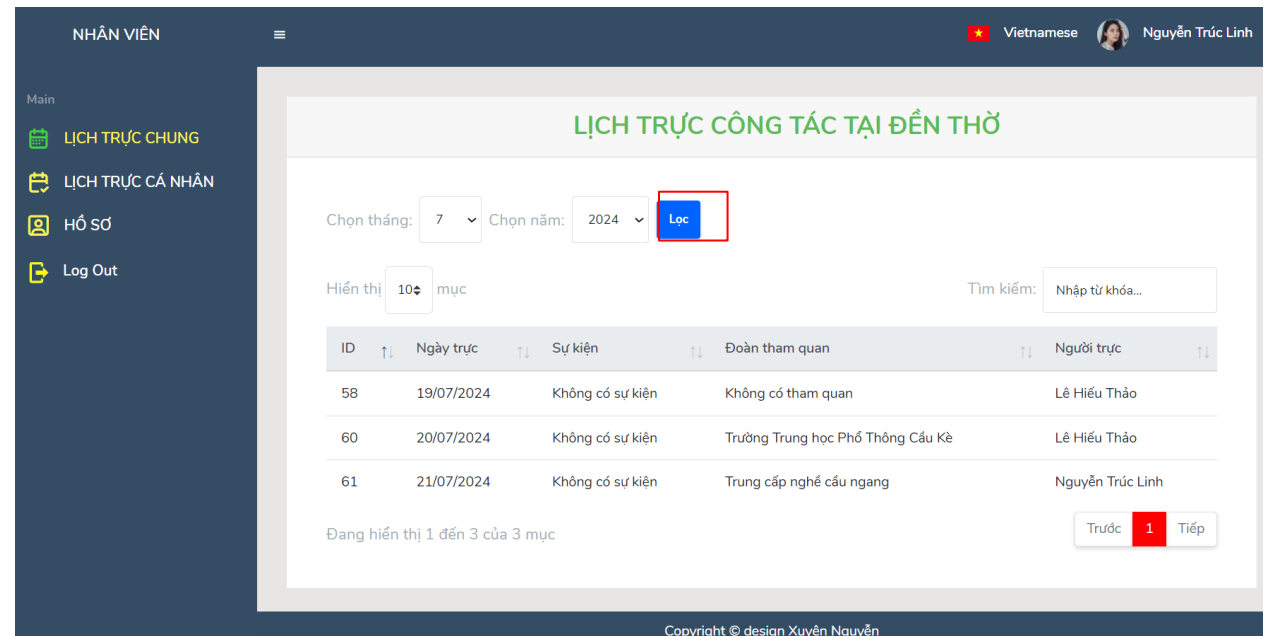 NHÂN VIÊN ≡ Vietnamese Nguyễn Trúc Linh
Main
LỊCH TRỰC CHUNG
LỊCH TRỰC CÁ NHÂN
HỒ SƠ
Log Out
LỊCH TRỰC CÔNG TÁC TẠI ĐỀN THỜ
Chọn tháng: 7 Chọn năm: 2024 Lọc
Hiển thị 10 mục Tìm kiếm: Nhập từ khóa...
ID Ngày trực Sự kiện Đoàn tham quan Người trực
58 19/07/2024 Không có sự kiện Không có tham quan Lê Hiếu Thảo
60 20/07/2024 Không có sự kiện Trường Trung học Phổ Thông Cầu Kè Lê Hiếu Thảo
61 21/07/2024 Không có sự kiện Trung cấp nghề cầu ngang Nguyễn Trúc Linh
Đang hiển thị 1 đến 3 của 3 mục Trước 1 Tiếp
Copyright © design Xuyên Nguyễn